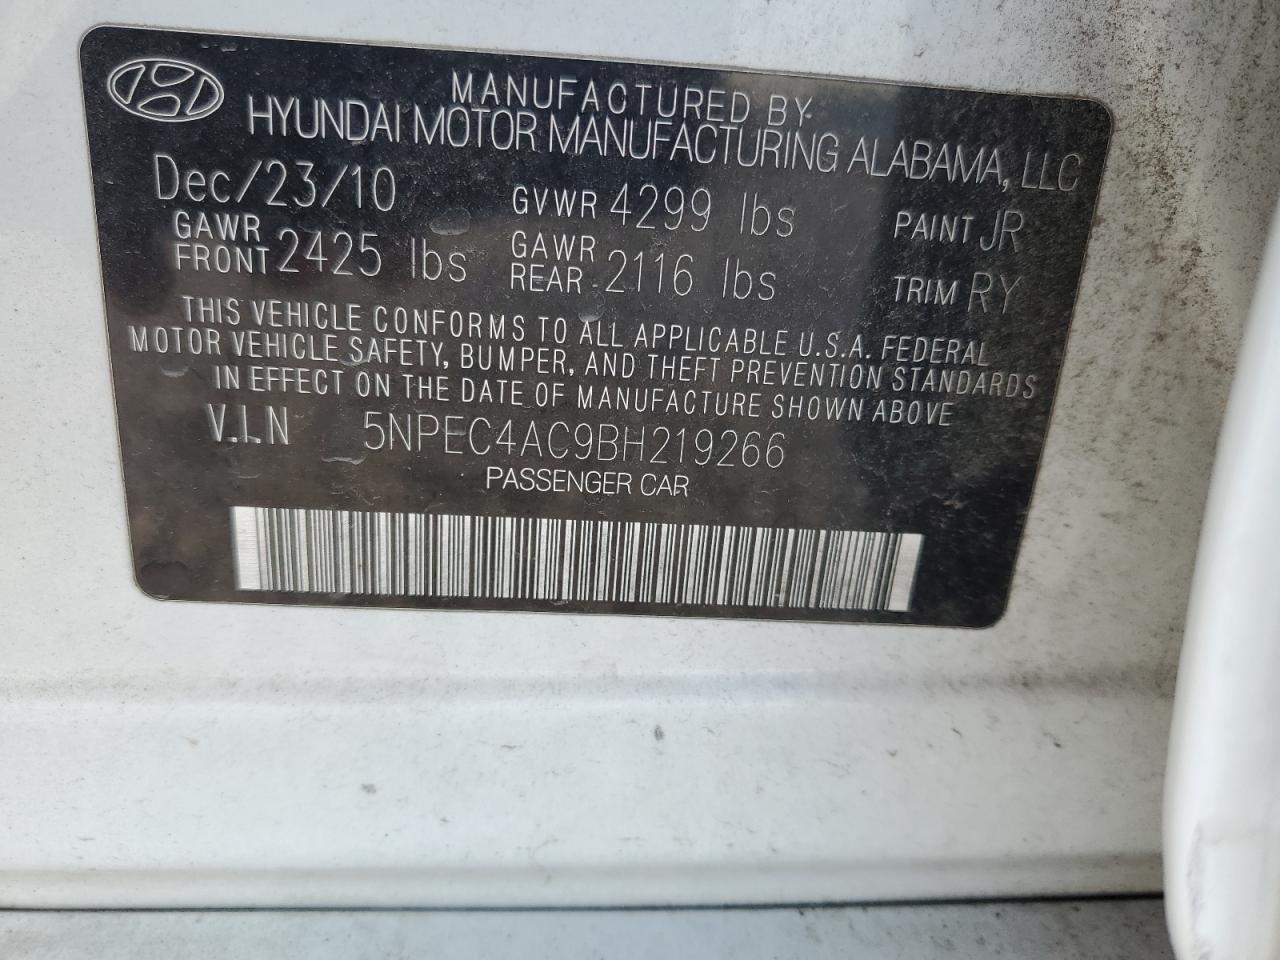 MANUFACTURED BY
HYUNDAI MOTOR MANUFACTURING ALABAMA, LLC
Dec/23/10 GVWR 4299 lbs PAINT JR
GAWR FRONT 2425 lbs GAWR REAR 2116 lbs TRIM RY
THIS VEHICLE CONFORMS TO ALL APPLICABLE U.S.A. FEDERAL
MOTOR VEHICLE SAFETY, BUMPER, AND THEFT PREVENTION STANDARDS
IN EFFECT ON THE DATE OF MANUFACTURE SHOWN ABOVE
V.I.N 5NPEC4AC9BH219266
PASSENGER CAR